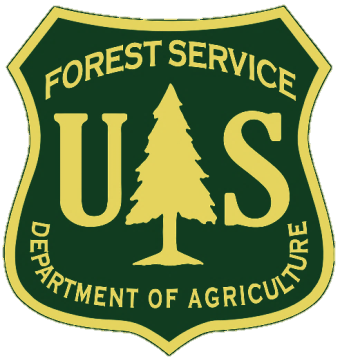 FOREST SERVICE
U S
DEPARTMENT OF AGRICULTURE